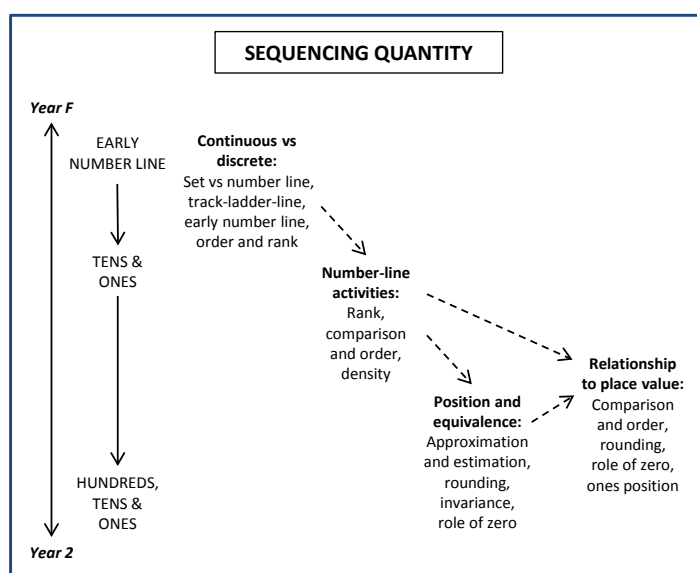 SEQUENCING QUANTITY
Year F
EARLY
NUMBER LINE
TENS &
ONES
HUNDREDS,
TENS &
ONES
Year 2
Continuous vs
discrete:
Set vs number line,
track-ladder-line,
early number line,
order and rank
Number-line
activities:
Rank,
comparison
and order,
density
Position and
equivalence:
Approximation
and estimation,
rounding,
invariance,
role of zero
Relationship
to place value:
Comparison
and order,
rounding,
role of zero,
ones position